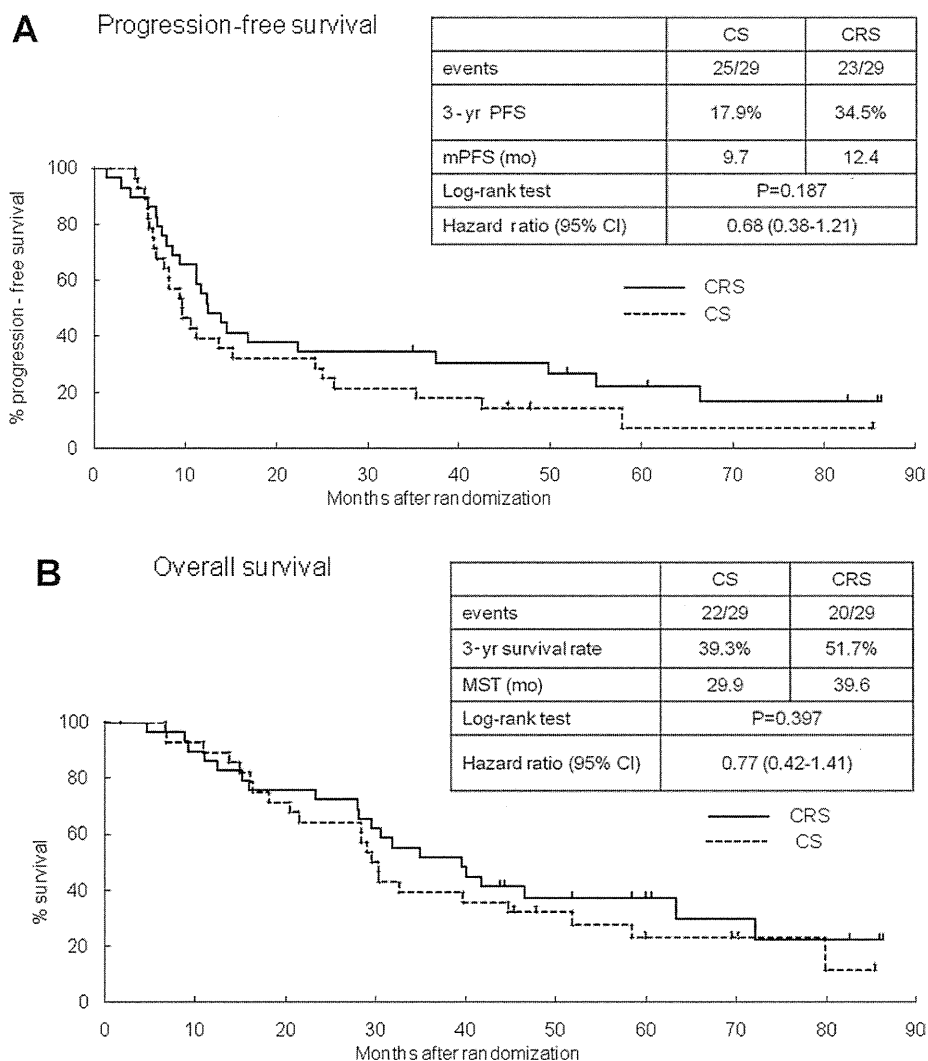 A Progression-free survival
CS CRS
events 25/29 23/29
3-yr PFS 17.9% 34.5%
mPFS (mo) 9.7 12.4
Log-rank test P=0.187
Hazard ratio (95% CI) 0.68 (0.38-1.21)
CRS
CS
% progression-free survival
100
80
60
40
20
0
0 10 20 30 40 50 60 70 80 90
Months after randomization
B Overall survival
CS CRS
events 22/29 20/29
3-yr survival rate 39.3% 51.7%
MST (mo) 29.9 39.6
Log-rank test P=0.397
Hazard ratio (95% CI) 0.77 (0.42-1.41)
CRS
CS
% survival
100
80
60
40
20
0
0 10 20 30 40 50 60 70 80 90
Months after randomization